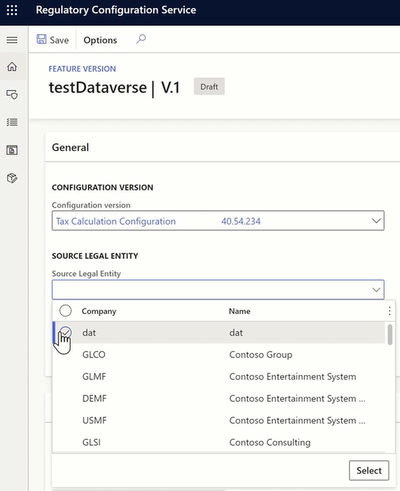 Regulatory Configuration Service
Save Options
FEATURE VERSION
testDataverse | V.1 Draft
General
CONFIGURATION VERSION
Configuration version
Tax Calculation Configuration 40.54.234
SOURCE LEGAL ENTITY
Source Legal Entity
Company Name
dat dat
GLCO Contoso Group
GLMF Contoso Entertainment System
DEMF Contoso Entertainment System ...
USMF Contoso Entertainment System ...
GLSI Contoso Consulting
Select